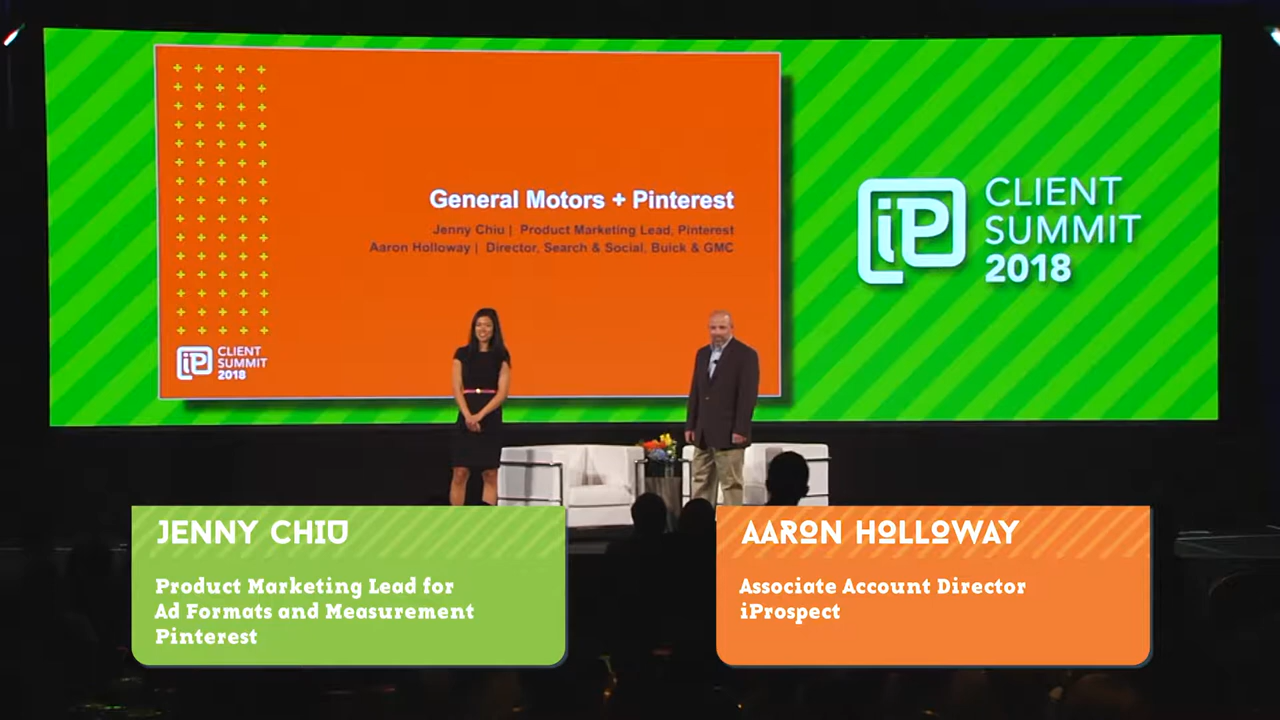 General Motors + Pinterest
Jenny Chiu | Product Marketing Lead, Pinterest
Aaron Holloway | Director, Search & Social, Buick & GMC
iP CLIENT
SUMMIT
2018
iP CLIENT
SUMMIT
2018
JENNY CHIU
Product Marketing Lead for
Ad Formats and Measurement
Pinterest
AARON HOLLOWAY
Associate Account Director
iProspect